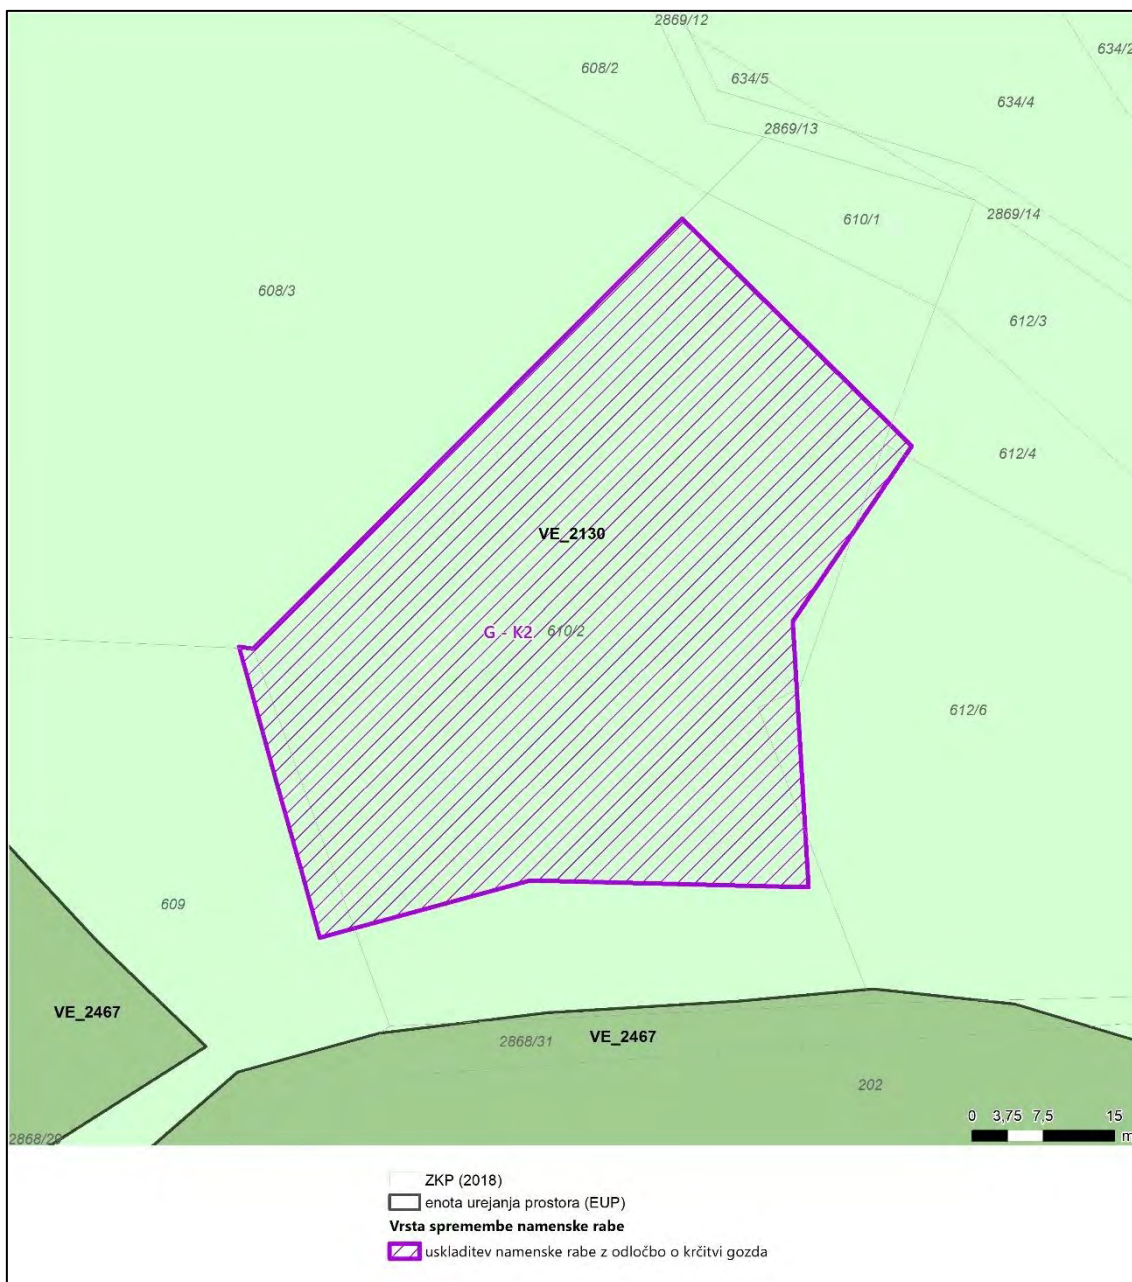 2869/12
634/2
608/2
634/5
634/4
2869/13
610/1
2869/14
608/3
612/3
612/4
VE_2130
G - K2
610/2
612/6
609
VE_2467
VE_2467
2868/31
202
0 3,75 7,5 15
m
ZKP (2018)
enota urejanja prostora (EUP)
Vrsta spremembe namenske rabe
uskladitev namenske rabe z odločbo o krčitvi gozda